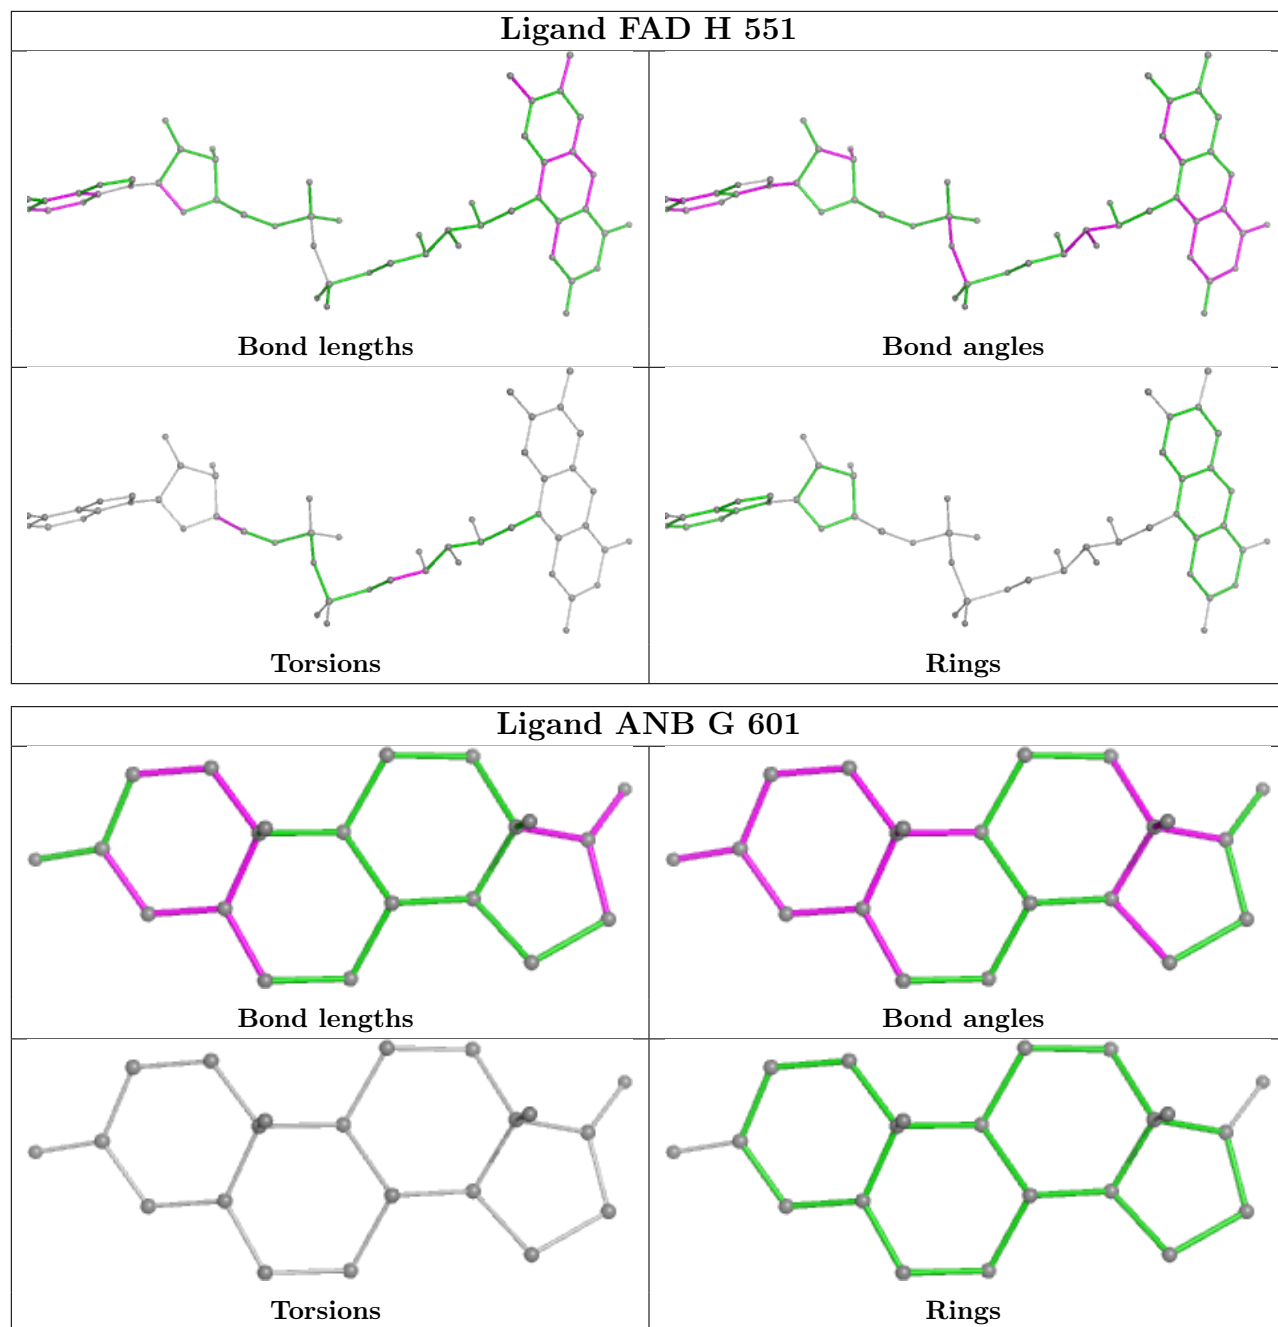 Ligand FAD H 551
Bond lengths
Bond angles
Torsions
Rings
Ligand ANB G 601
Bond lengths
Bond angles
Torsions
Rings